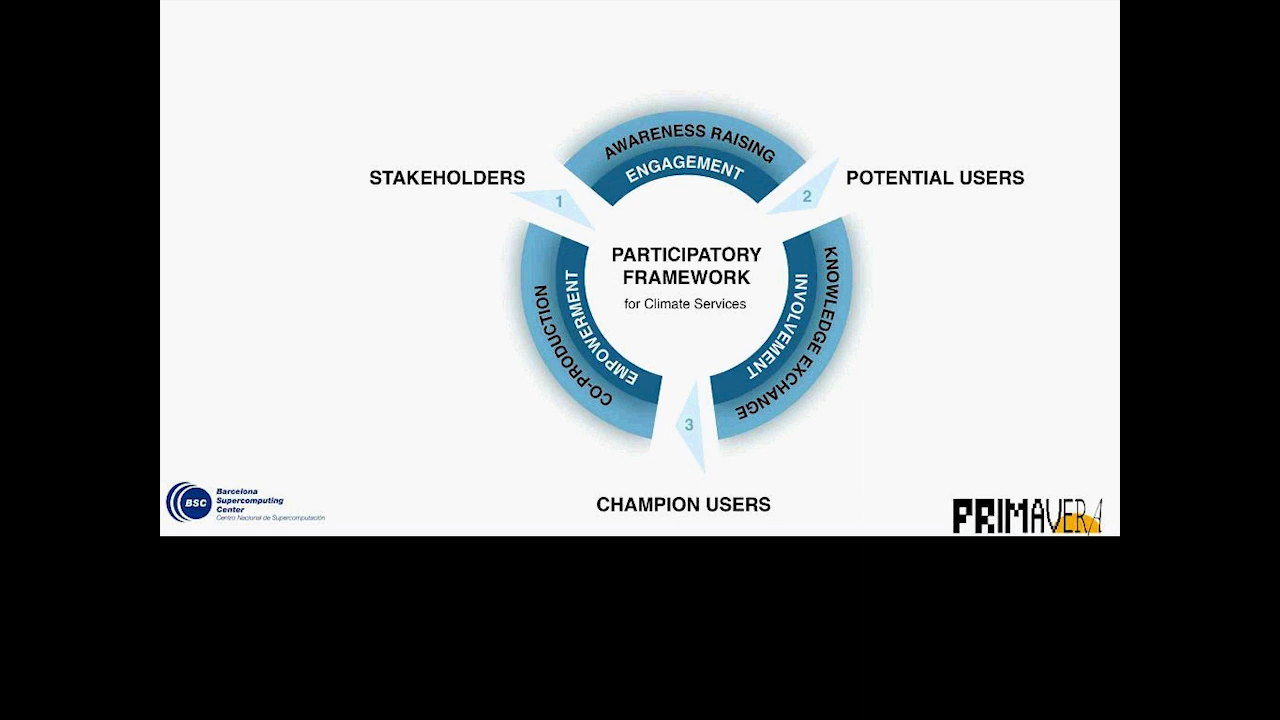 AWARENESS RAISING
ENGAGEMENT
STAKEHOLDERS
POTENTIAL USERS
1
2
PARTICIPATORY
FRAMEWORK
for Climate Services
KNOWLEDGE EXCHANGE
INVOLVEMENT
EMPOWERMENT
CO-PRODUCTION
3
CHAMPION USERS
BSC
Barcelona
Supercomputing
Center
Centro Nacional de Supercomputación
PRIMAVERA